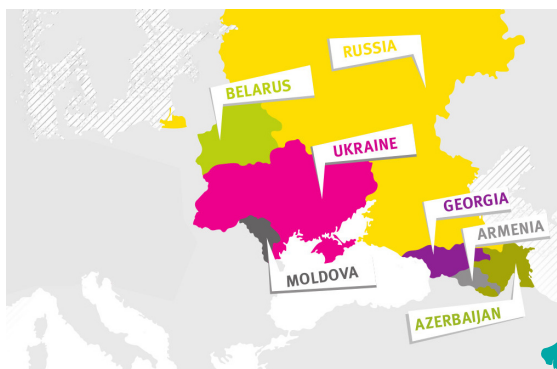 RUSSIA
BELARUS
UKRAINE
GEORGIA
ARMENIA
MOLDOVA
AZERBAIJAN